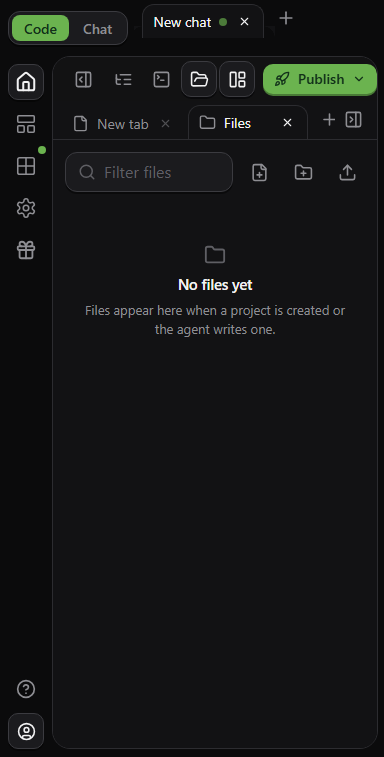 Code
Chat
New chat
Publish
New tab
Files
Filter files
No files yet
Files appear here when a project is created or
the agent writes one.